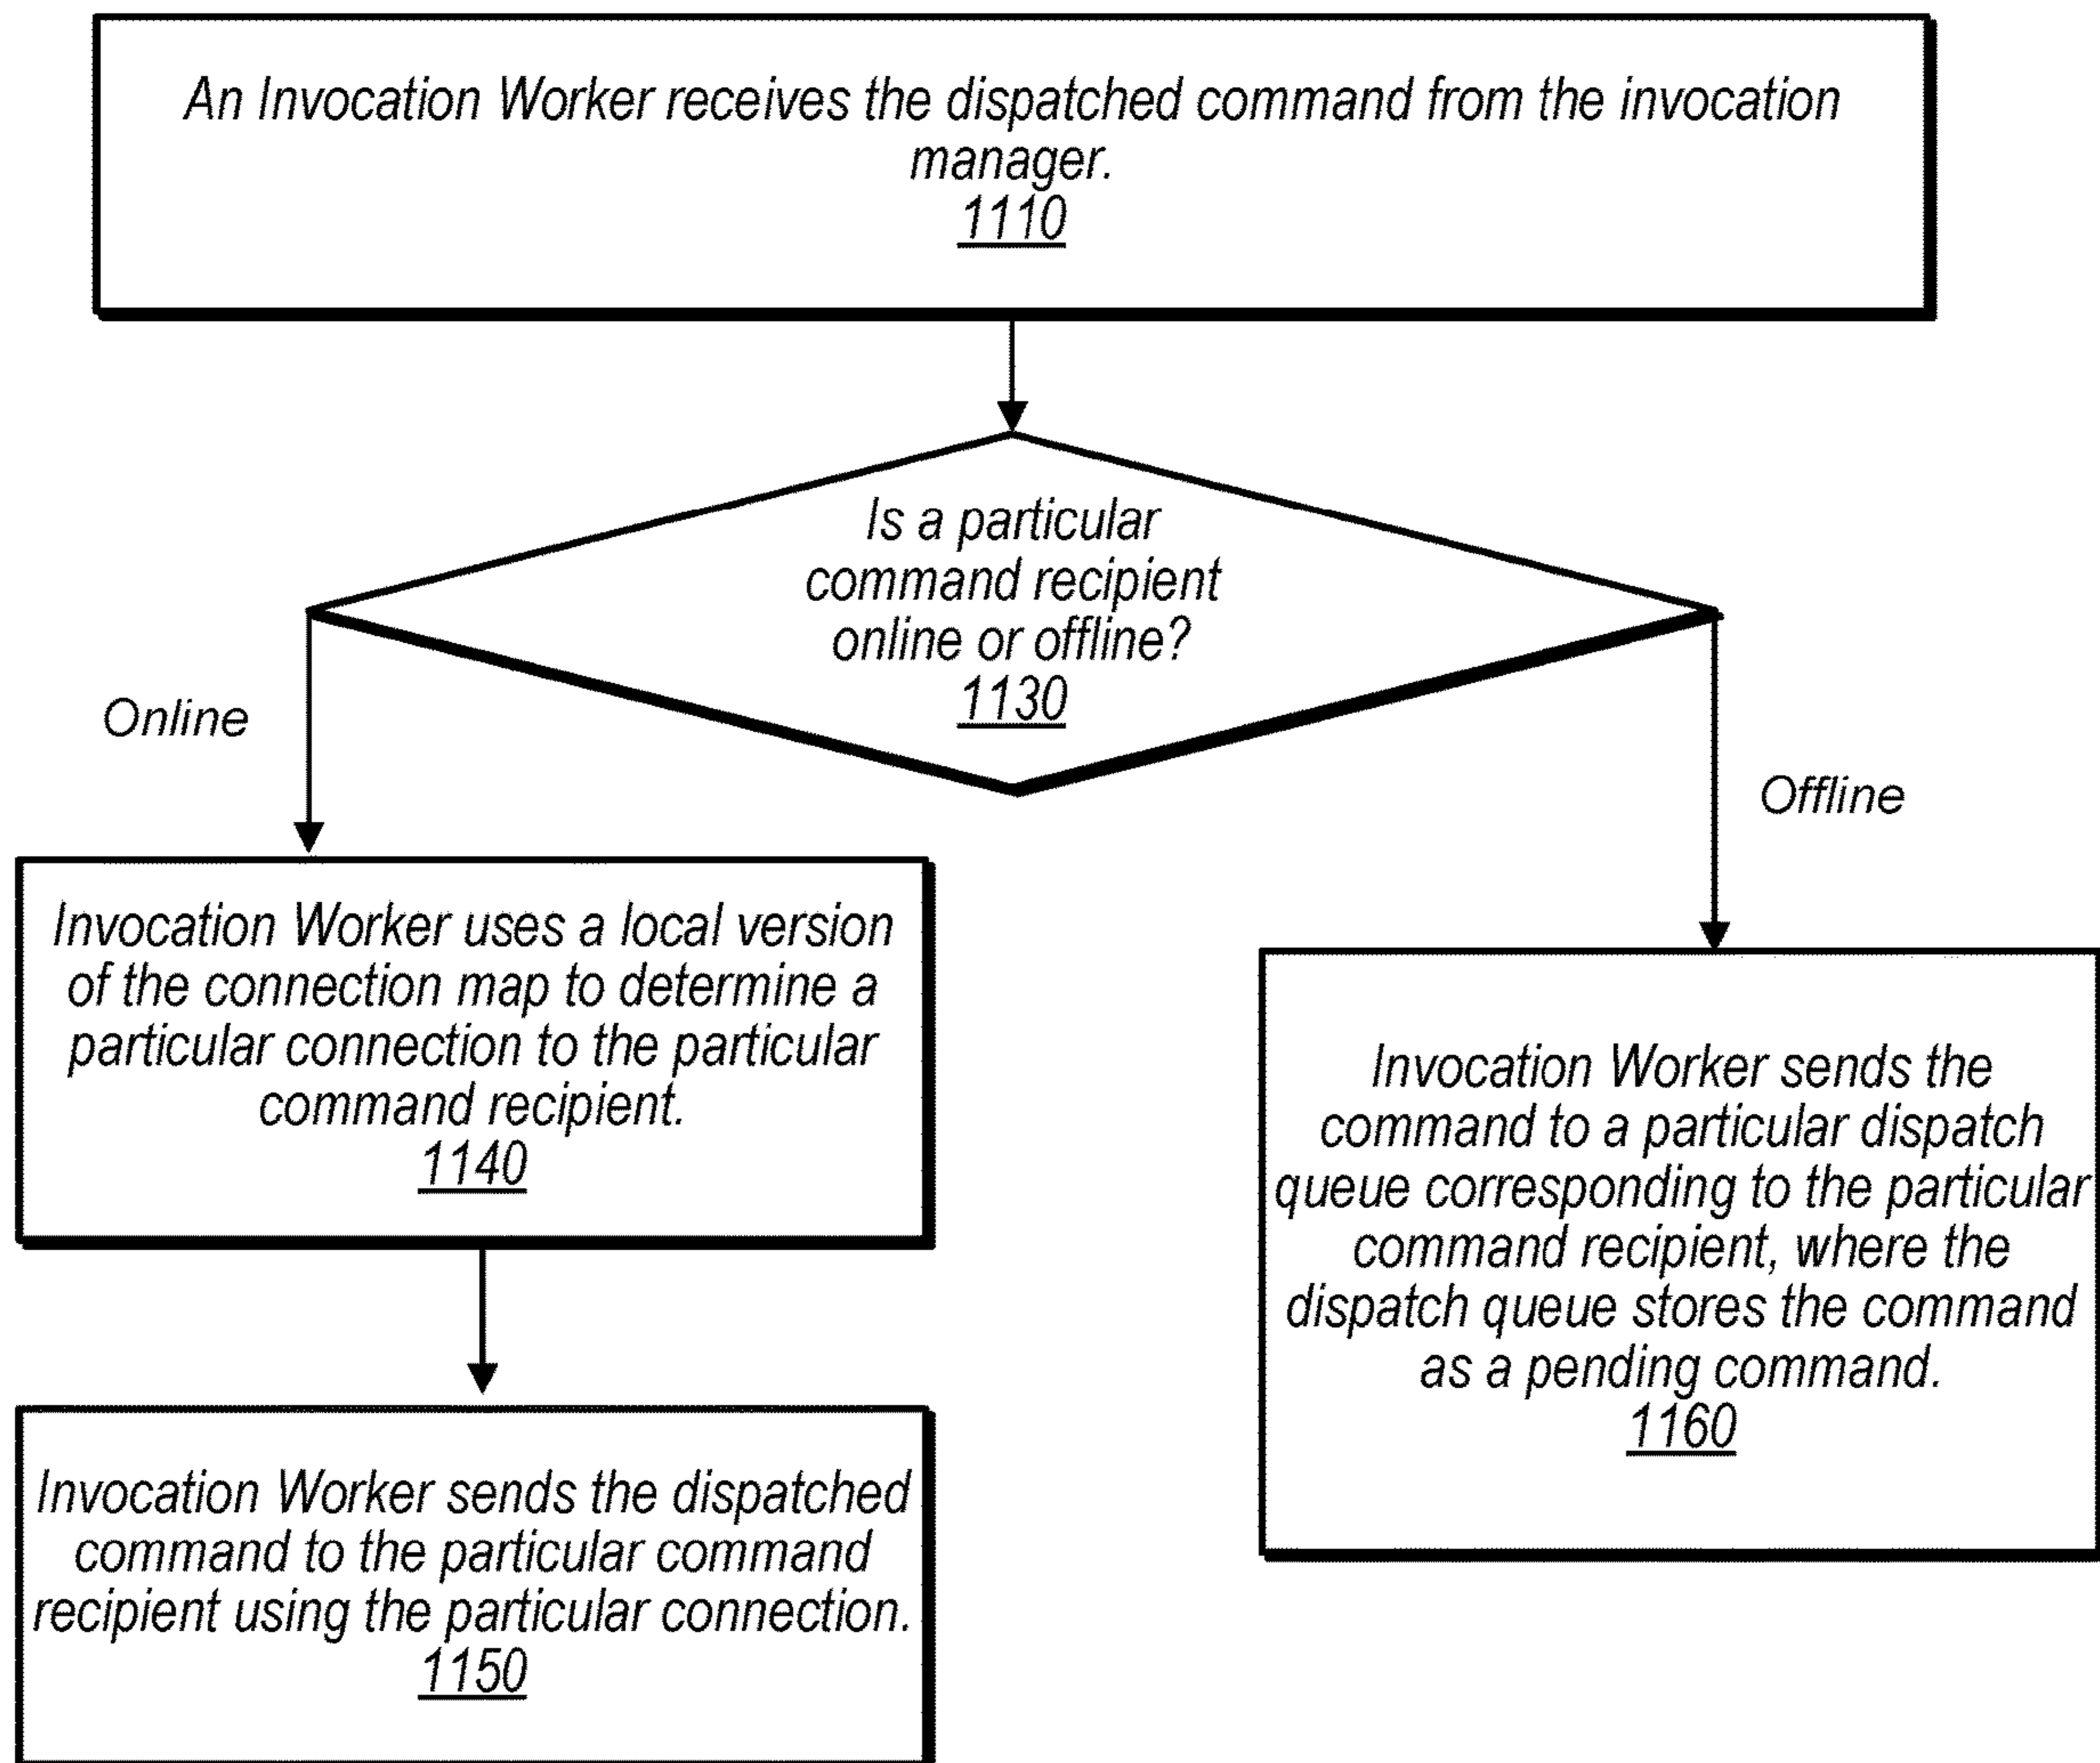 An Invocation Worker receives the dispatched command from the invocation
manager.
1110
Is a particular
command recipient
online or offline?
1130
Online
Offline
Invocation Worker uses a local version
of the connection map to determine a
particular connection to the particular
command recipient.
1140
Invocation Worker sends the
command to a particular dispatch
queue corresponding to the particular
command recipient, where the
dispatch queue stores the command
as a pending command.
1160
Invocation Worker sends the dispatched
command to the particular command
recipient using the particular connection.
1150